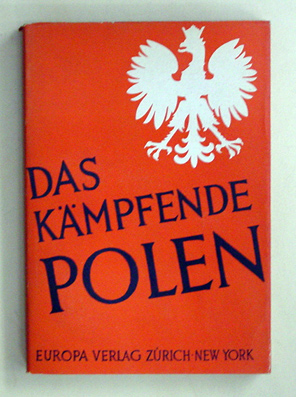 DAS
KÄMPFENDE
POLEN
EUROPA VERLAG ZÜRICH·NEW YORK